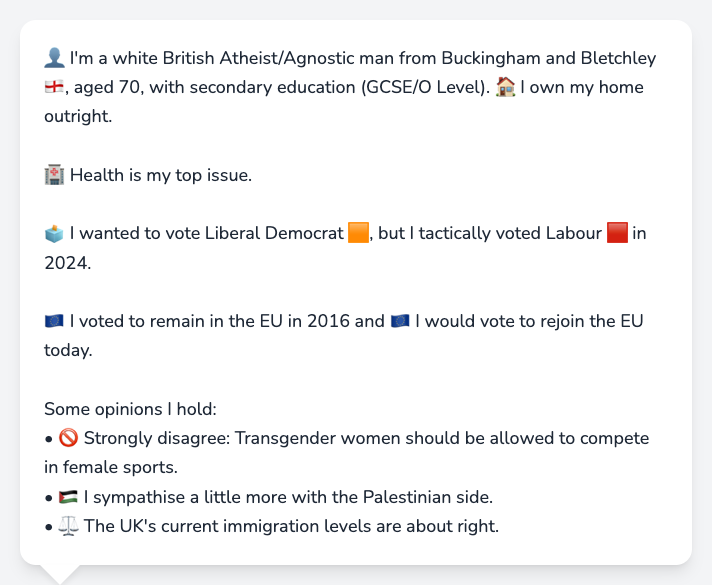 👤 I'm a white British Atheist/Agnostic man from Buckingham and Bletchley
🏴󠁧󠁢󠁥󠁮󠁧󠁿, aged 70, with secondary education (GCSE/O Level). 🏠 I own my home
outright.
🏥 Health is my top issue.
🗳️ I wanted to vote Liberal Democrat 🟧, but I tactically voted Labour 🟥 in
2024.
🇪🇺 I voted to remain in the EU in 2016 and 🇪🇺 I would vote to rejoin the EU
today.
Some opinions I hold:
• 🚫 Strongly disagree: Transgender women should be allowed to compete
in female sports.
• 🇵🇸 I sympathise a little more with the Palestinian side.
• ⚖️ The UK's current immigration levels are about right.